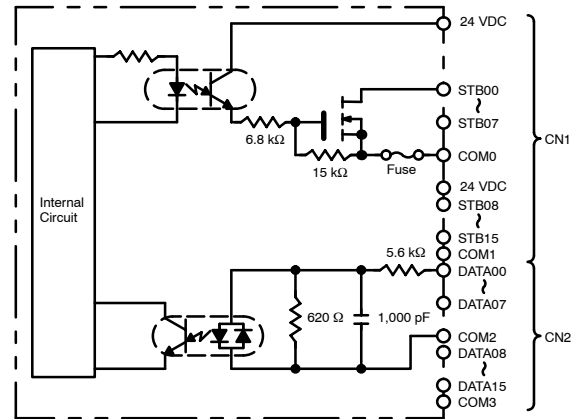 24 VDC
STB00
STB07
6.8 kΩ
15 kΩ
Fuse
COM0
CN1
24 VDC
STB08
Internal
Circuit
STB15
COM1
5.6 kΩ
DATA00
DATA07
620 Ω
1,000 pF
COM2
DATA08
CN2
DATA15
COM3